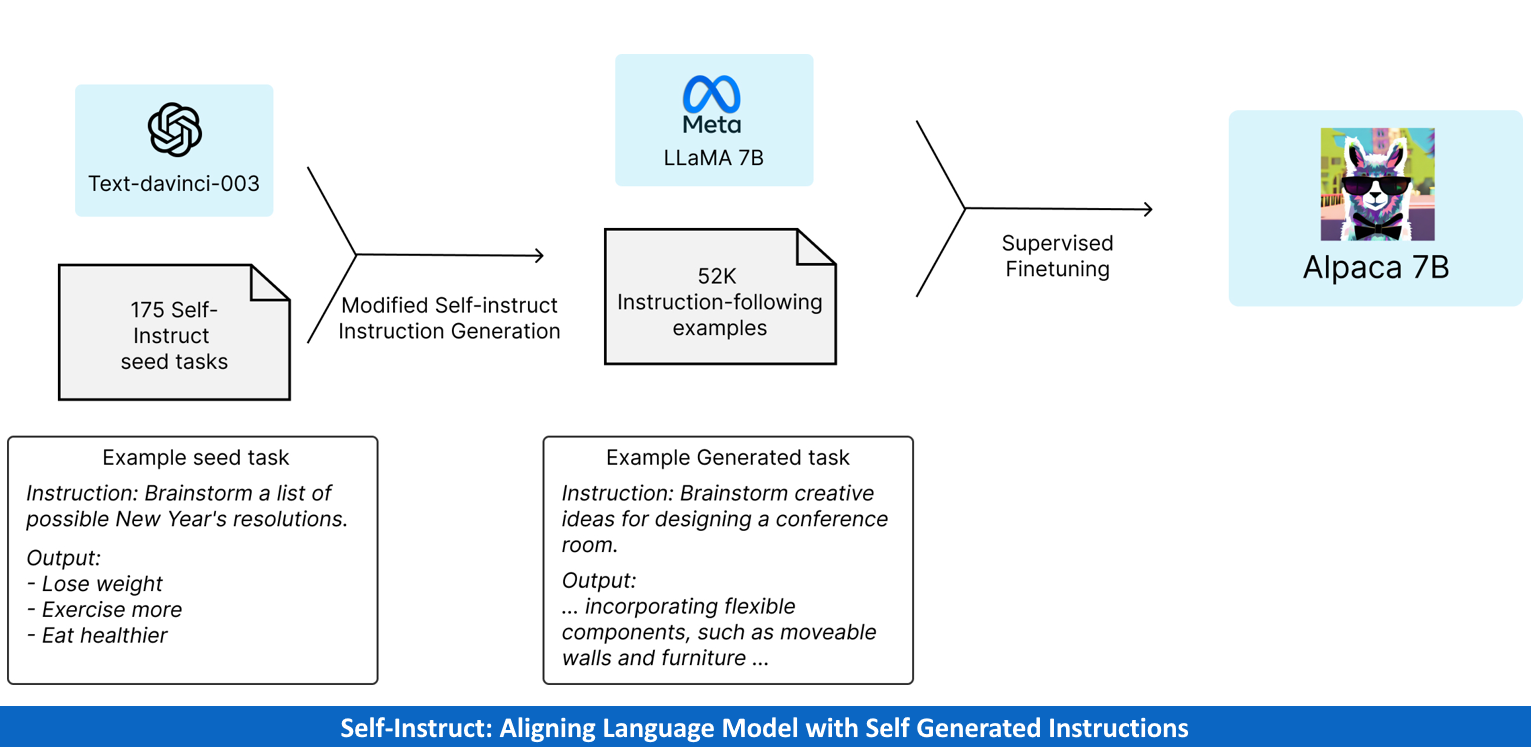 Text-davinci-003
175 Self-
Instruct
seed tasks
Modified Self-instruct
Instruction Generation
Meta
LLaMA 7B
52K
Instruction-following
examples
Supervised
Finetuning
Alpaca 7B
Example seed task
Instruction: Brainstorm a list of
possible New Year's resolutions.
Output:
- Lose weight
- Exercise more
- Eat healthier
Example Generated task
Instruction: Brainstorm creative
ideas for designing a conference
room.
Output:
... incorporating flexible
components, such as moveable
walls and furniture ...
Self-Instruct: Aligning Language Model with Self Generated Instructions